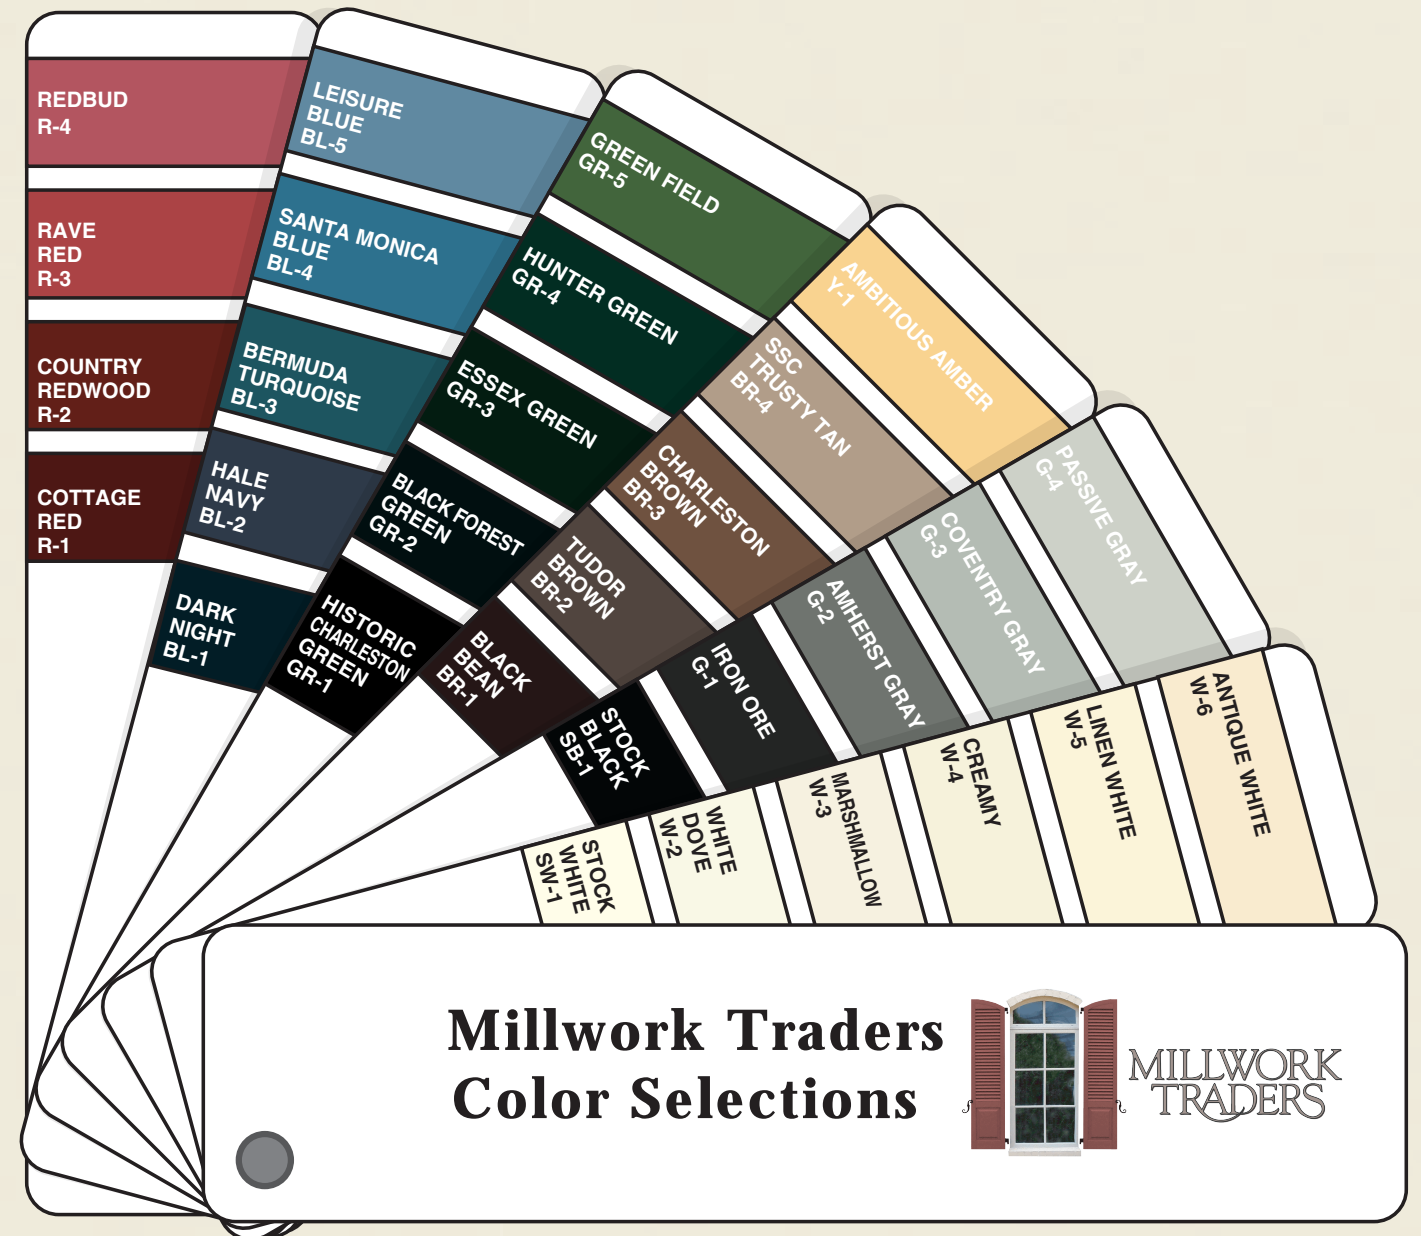 REDBUD
R-4
RAVE
RED
R-3
COUNTRY
REDWOOD
R-2
COTTAGE
RED
R-1
LEISURE
BLUE
BL-5
SANTA MONICA
BLUE
BL-4
BERMUDA
TURQUOISE
BL-3
HALE
NAVY
BL-2
DARK
NIGHT
BL-1
GREEN FIELD
GR-5
HUNTER GREEN
GR-4
ESSEX GREEN
GR-3
BLACK FOREST
GREEN
GR-2
HISTORIC
CHARLESTON
GREEN
GR-1
AMBITIOUS AMBER
Y-1
SSC
TRUSTY TAN
BR-4
CHARLESTON
BROWN
BR-3
TUDOR
BROWN
BR-2
BLACK
BEAN
BR-1
PASSIVE GRAY
G-4
COVENTRY GRAY
G-3
AMHERST GRAY
G-2
IRON ORE
G-1
STOCK
BLACK
SB-1
ANTIQUE WHITE
W-6
LINEN WHITE
W-5
CREAMY
W-4
MARSHMALLOW
W-3
WHITE
DOVE
W-2
STOCK
WHITE
SW-1
Millwork Traders
Color Selections
MILLWORK
TRADERS